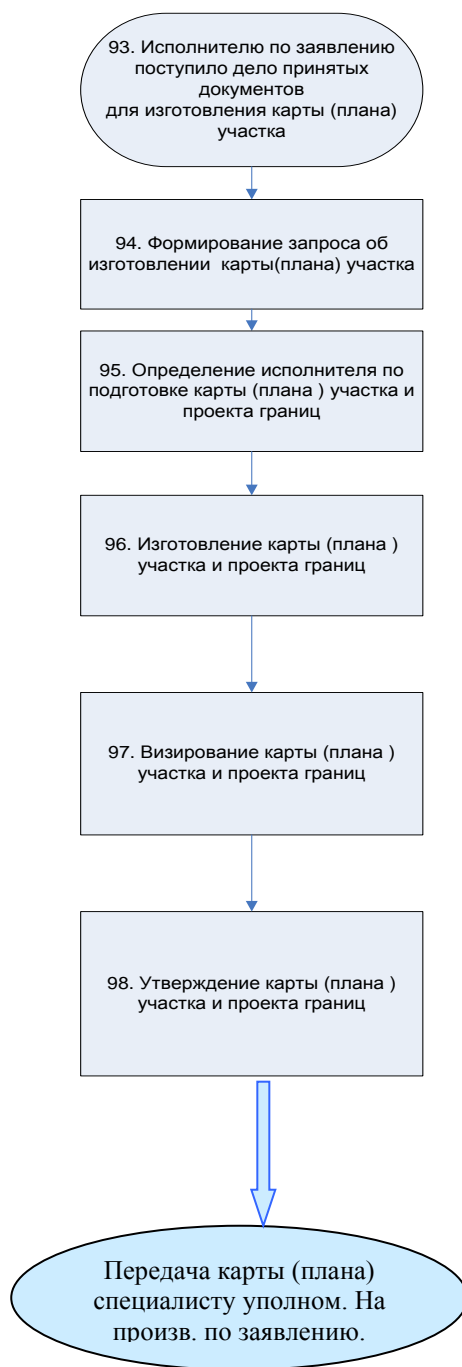 93. Исполнителю по заявлению
поступило дело принятых
документов
для изготовления карты (плана)
участка
94. Формирование запроса об
изготовлении карты(плана) участка
95. Определение исполнителя по
подготовке карты (плана ) участка и
проекта границ
96. Изготовление карты (плана )
участка и проекта границ
97. Визирование карты (плана )
участка и проекта границ
98. Утверждение карты (плана )
участка и проекта границ
Передача карты (плана)
специалисту уполном. На
произв. по заявлению.